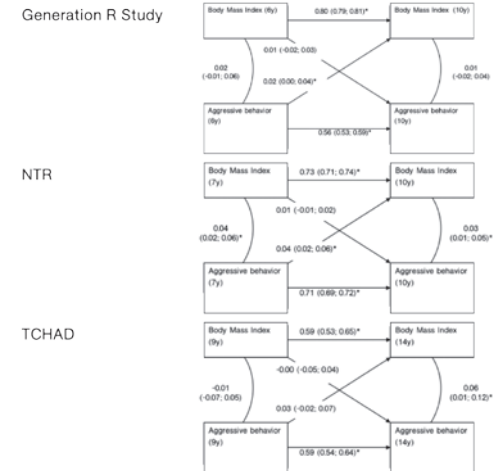 Generation R Study
Body Mass Index (6y)
0.80 (0.79; 0.81)*
Body Mass Index (10y)
0.01 (-0.02; 0.03)
0.02
(-0.01; 0.06)
0.02 (0.00; 0.04)*
0.01
(-0.02; 0.04)
Aggressive behavior
(6y)
0.56 (0.53; 0.59)*
Aggressive behavior
(10y)
NTR
Body Mass Index
(7y)
0.73 (0.71; 0.74)*
Body Mass Index
(10y)
0.01 (-0.01; 0.02)
0.04
(0.02; 0.06)*
0.04 (0.02; 0.06)*
0.03
(0.01; 0.05)*
Aggressive behavior
(7y)
0.71 (0.69; 0.72)*
Aggressive behavior
(10y)
TCHAD
Body Mass Index
(9y)
0.59 (0.53; 0.65)*
Body Mass Index
(14y)
-0.00 (-0.05; 0.04)
-0.01
(-0.07; 0.05)
0.03 (-0.02; 0.07)
0.06
(0.01; 0.12)*
Aggressive behavior
(9y)
0.59 (0.54; 0.64)*
Aggressive behavior
(14y)